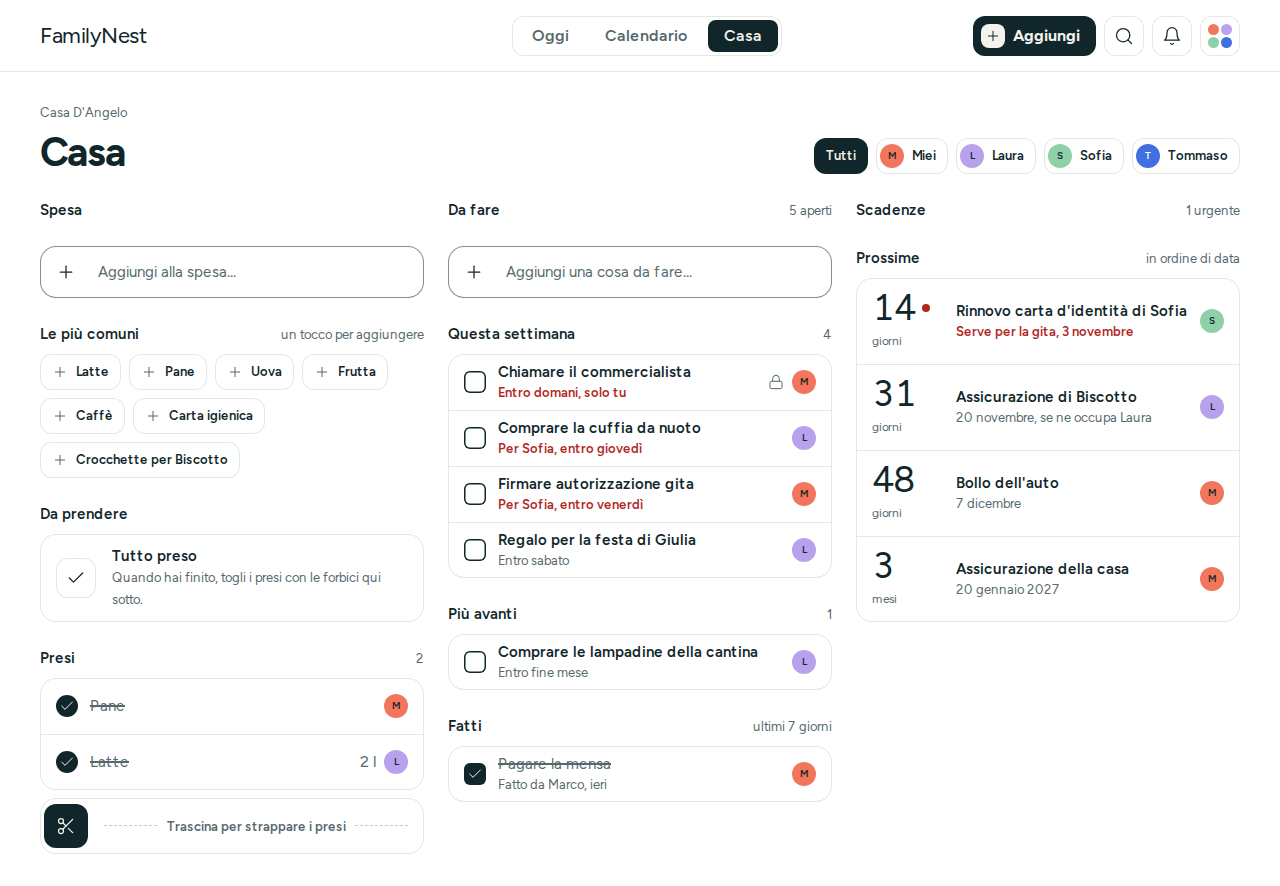 FamilyNest
Oggi
Calendario
Casa
Aggiungi
Casa D'Angelo
Casa
Tutti
M Miei
L Laura
S Sofia
T Tommaso
Spesa
Aggiungi alla spesa...
Le più comuni
un tocco per aggiungere
Latte
Pane
Uova
Frutta
Caffè
Carta igienica
Crocchette per Biscotto
Da prendere
Tutto preso
Quando hai finito, togli i presi con le forbici qui
sotto.
Presi
2
Pane
M
Latte
2 l
L
Trascina per strappare i presi
Da fare
5 aperti
Aggiungi una cosa da fare...
Questa settimana
4
Chiamare il commercialista
Entro domani, solo tu
M
Comprare la cuffia da nuoto
Per Sofia, entro giovedì
L
Firmare autorizzazione gita
Per Sofia, entro venerdì
M
Regalo per la festa di Giulia
Entro sabato
L
Più avanti
1
Comprare le lampadine della cantina
Entro fine mese
L
Fatti
ultimi 7 giorni
Pagare la mensa
Fatto da Marco, ieri
M
Scadenze
1 urgente
Prossime
in ordine di data
14
giorni
Rinnovo carta d'identità di Sofia
Serve per la gita, 3 novembre
S
31
giorni
Assicurazione di Biscotto
20 novembre, se ne occupa Laura
L
48
giorni
Bollo dell'auto
7 dicembre
M
3
mesi
Assicurazione della casa
20 gennaio 2027
M